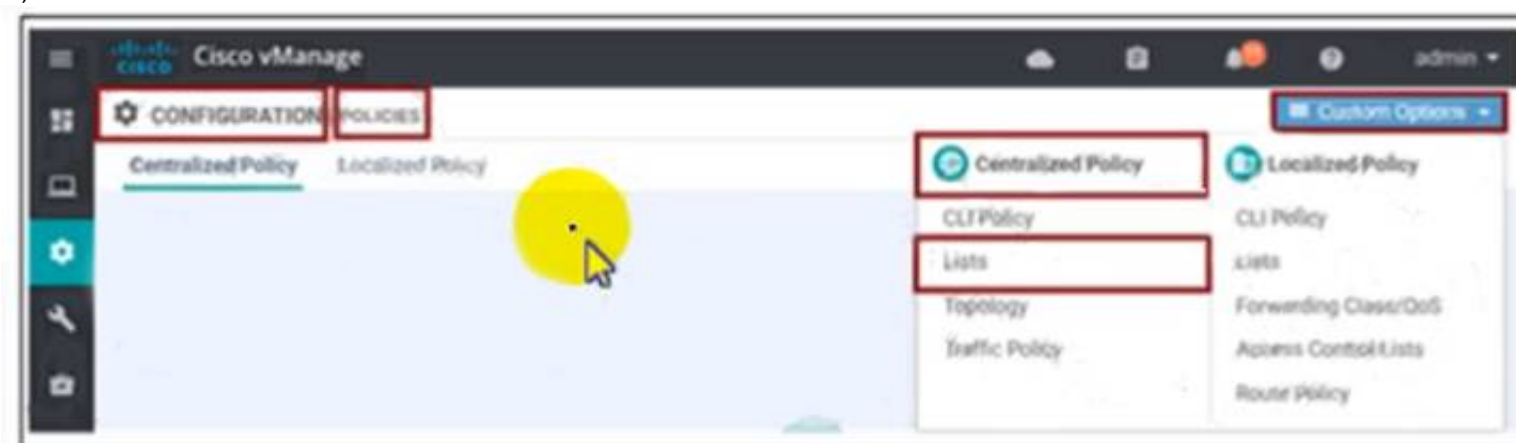 CISCO Cisco vManage admin
CONFIGURATION POLICIES Custom Options
Centralized Policy Localized Policy
Centralized Policy
CLI Policy
Lists
Topology
Traffic Policy
Localized Policy
CLI Policy
Lists
Forwarding Class/QoS
Access Control Lists
Route Policy